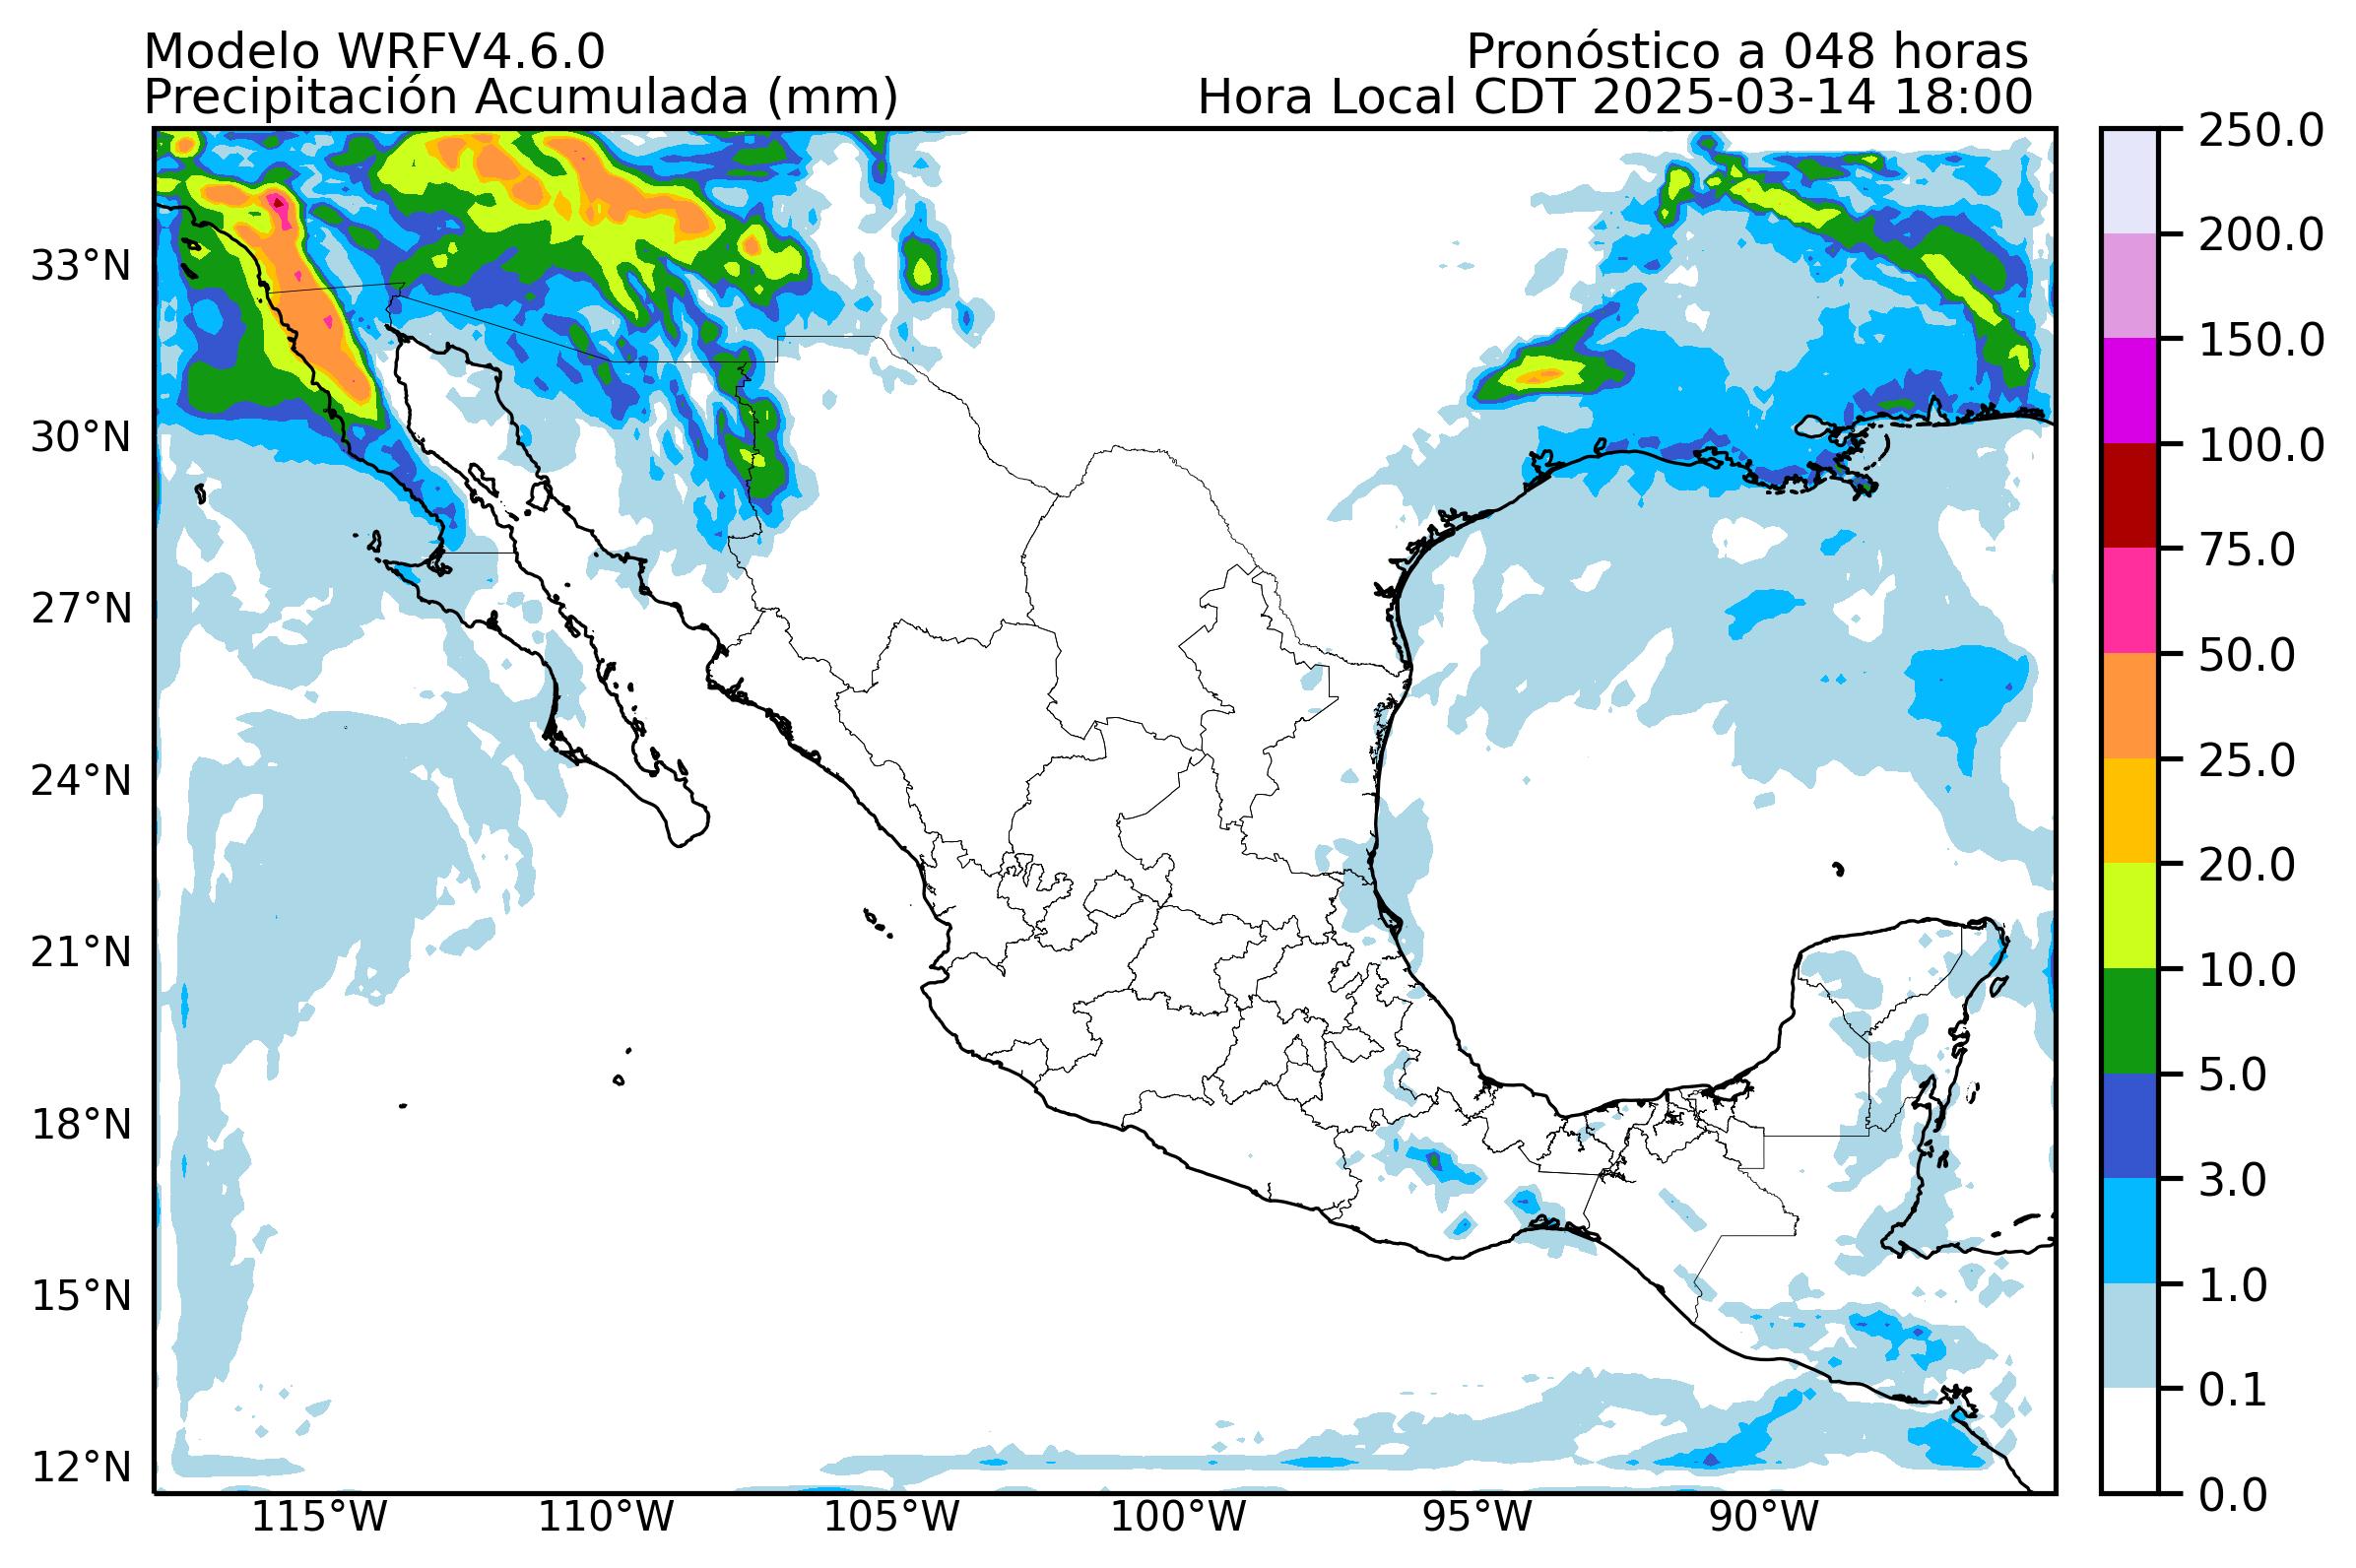 Modelo WRFV4.6.0
Pronóstico a 048 horas
Precipitación Acumulada (mm)
Hora Local CDT 2025-03-14 18:00
33°N
30°N
27°N
24°N
21°N
18°N
15°N
12°N
115°W
110°W
105°W
100°W
95°W
90°W
250.0
200.0
150.0
100.0
75.0
50.0
25.0
20.0
10.0
5.0
3.0
1.0
0.1
0.0